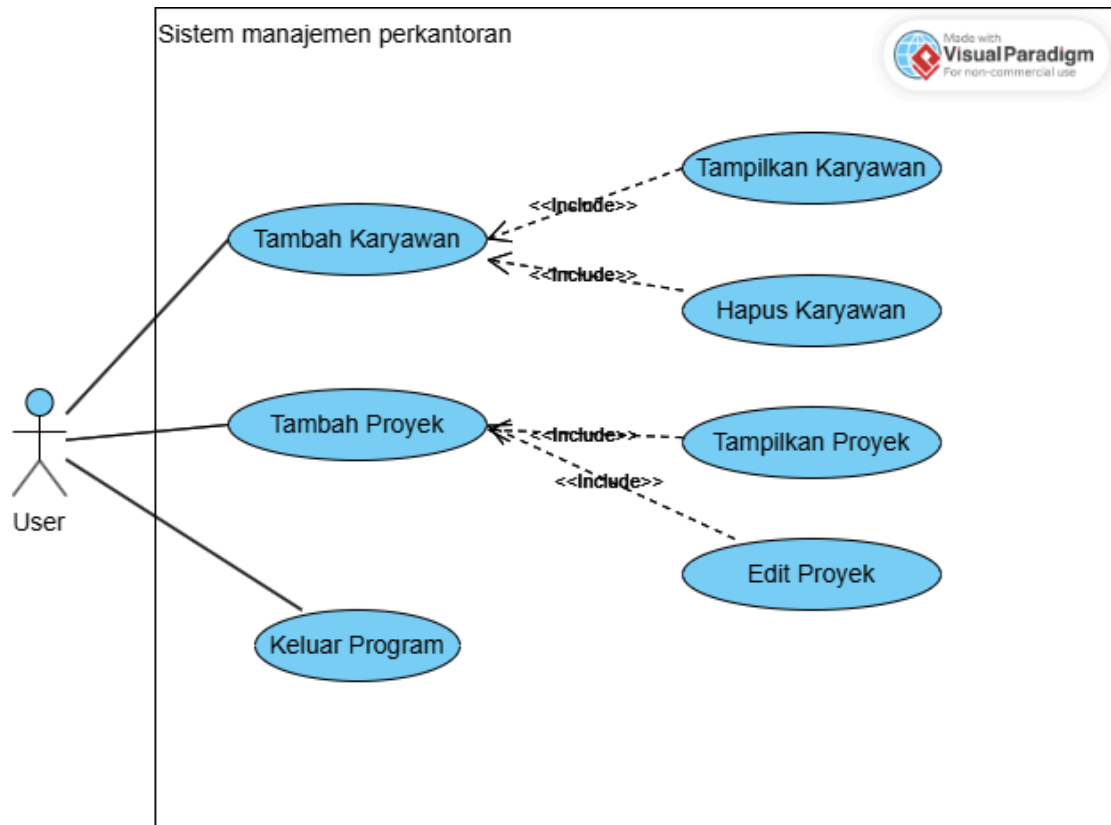 Sistem manajemen perkantoran
Made with
Visual Paradigm
For non-commercial use
Tampilkan Karyawan
<<Include>>
Tambah Karyawan
<<Include>>
Hapus Karyawan
Tambah Proyek
<<Include>>
Tampilkan Proyek
<<Include>>
User
Edit Proyek
Keluar Program